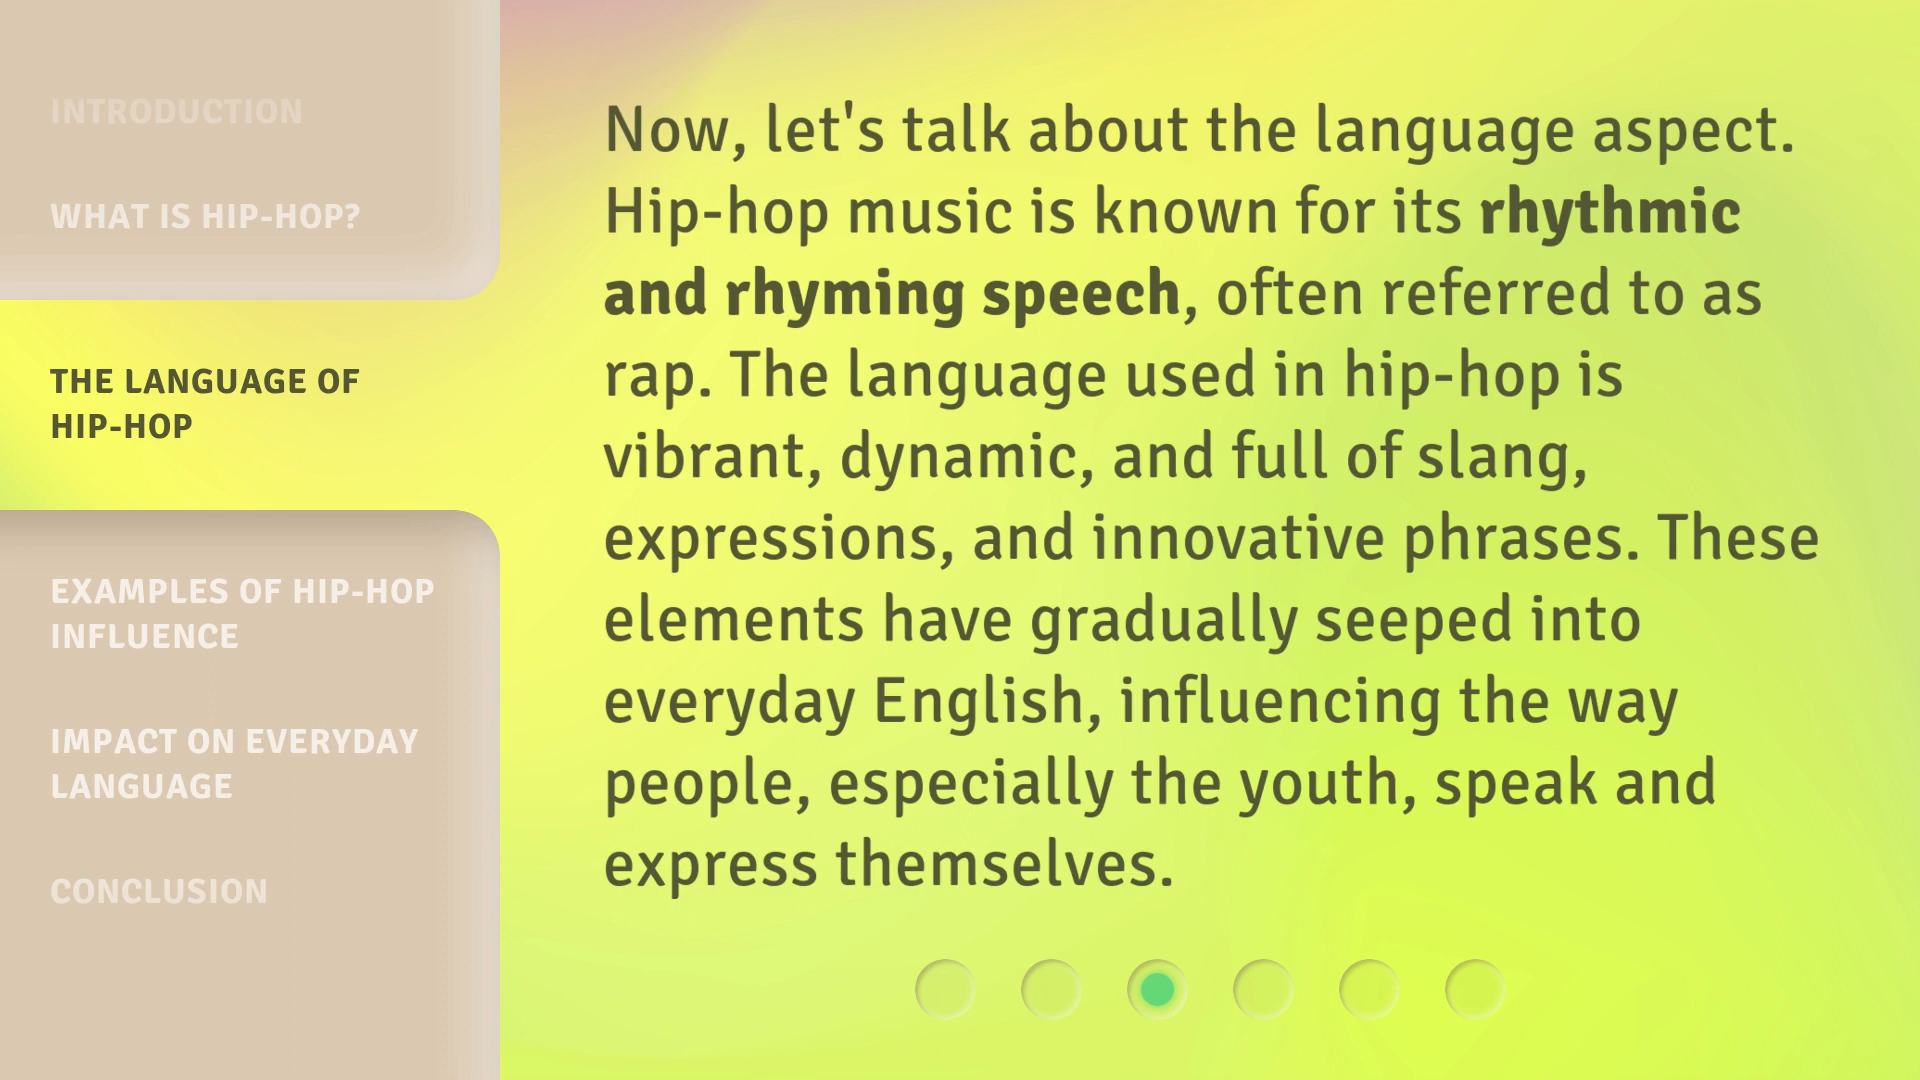 INTRODUCTION
WHAT IS HIP-HOP?
THE LANGUAGE OF
HIP-HOP
EXAMPLES OF HIP-HOP
INFLUENCE
IMPACT ON EVERYDAY
LANGUAGE
CONCLUSION
Now, let's talk about the language aspect.
Hip-hop music is known for its rhythmic
and rhyming speech, often referred to as
rap. The language used in hip-hop is
vibrant, dynamic, and full of slang,
expressions, and innovative phrases. These
elements have gradually seeped into
everyday English, influencing the way
people, especially the youth, speak and
express themselves.